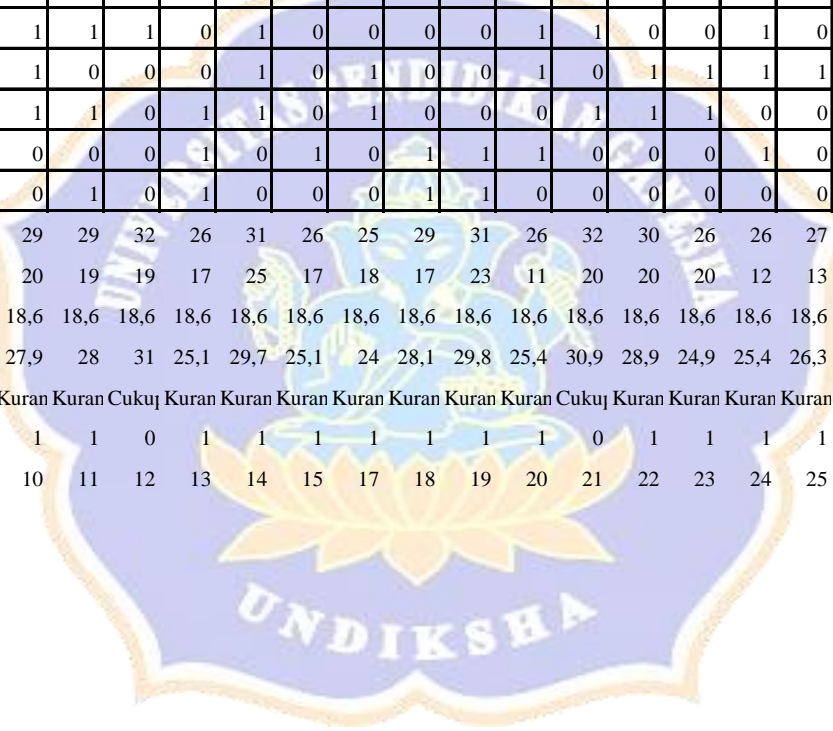 1 1 1 0 1 0 0 0 0 1 1 0 0 1 0
1 0 0 0 1 0 1 0 0 1 0 1 1 1 1
1 1 0 1 1 0 1 0 0 0 1 1 1 0 0
0 0 0 1 0 1 0 1 1 1 0 0 0 1 0
0 1 0 1 0 0 0 1 1 0 0 0 0 0 0
29 29 32 26 31 26 25 29 31 26 32 30 26 26 27
20 19 19 17 25 17 18 17 23 11 20 20 20 12 13
18,6 18,6 18,6 18,6 18,6 18,6 18,6 18,6 18,6 18,6 18,6 18,6 18,6 18,6 18,6
27,9 28 31 25,1 29,7 25,1 24 28,1 29,8 25,4 30,9 28,9 24,9 25,4 26,3
Kuran Kuran Cukup Kuran Kuran Kuran Kuran Kuran Kuran Kuran Cukup Kuran Kuran Kuran Kuran
1 1 0 1 1 1 1 1 1 1 0 1 1 1 1
10 11 12 13 14 15 17 18 19 20 21 22 23 24 25
UNIVERSITAS PENDIDIKAN GANESHA
UNDIKSHA